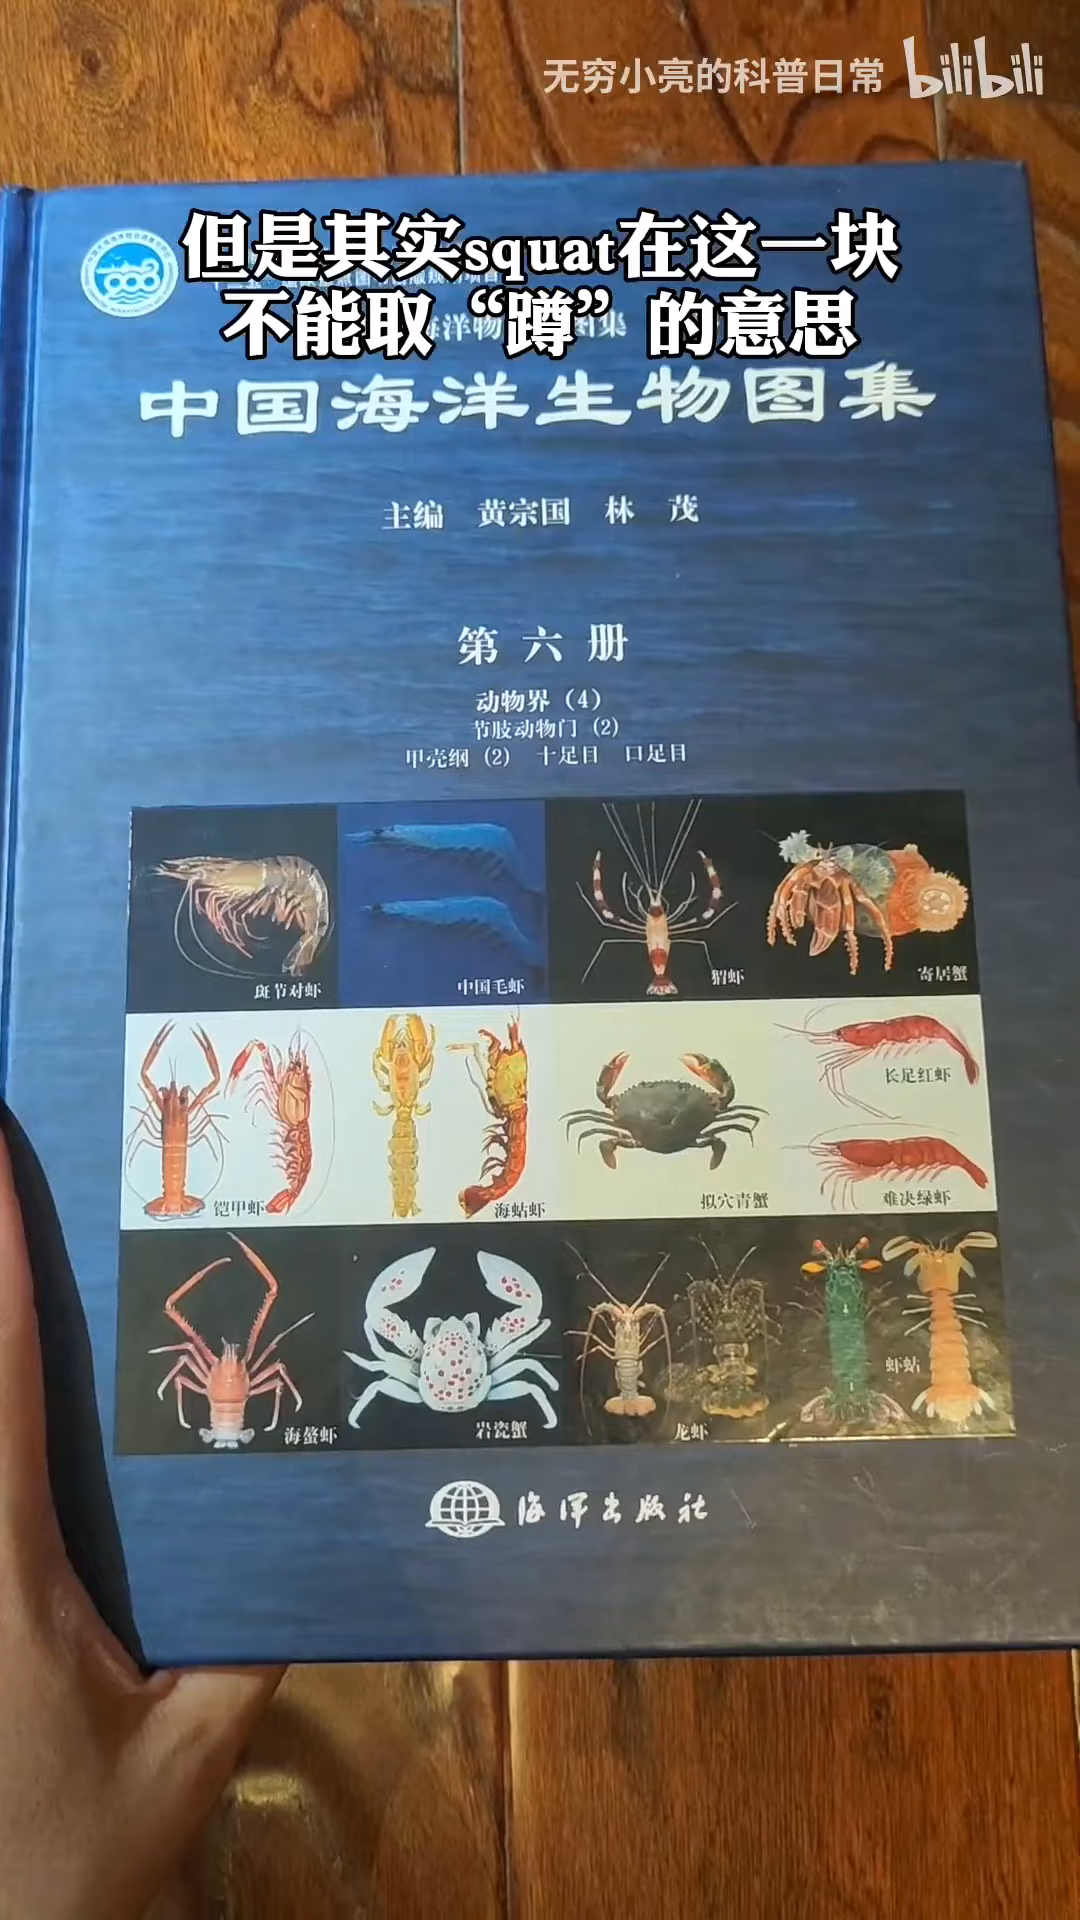 无穷小亮的科普日常 bilibili
但是其实squat在这一块
不能取“蹲”的意思
中国海洋生物图集
主编 黄宗国 林 茂
第六册
动物界(4)
节肢动物门(2)
甲壳纲(2) 十足目 口足目
斑节对虾
中国毛虾
猬虾
寄居蟹
长足红虾
铠甲虾
海蛄虾
拟穴青蟹
难决绿虾
海螯虾
岩瓷蟹
龙虾
虾蛄
海洋出版社